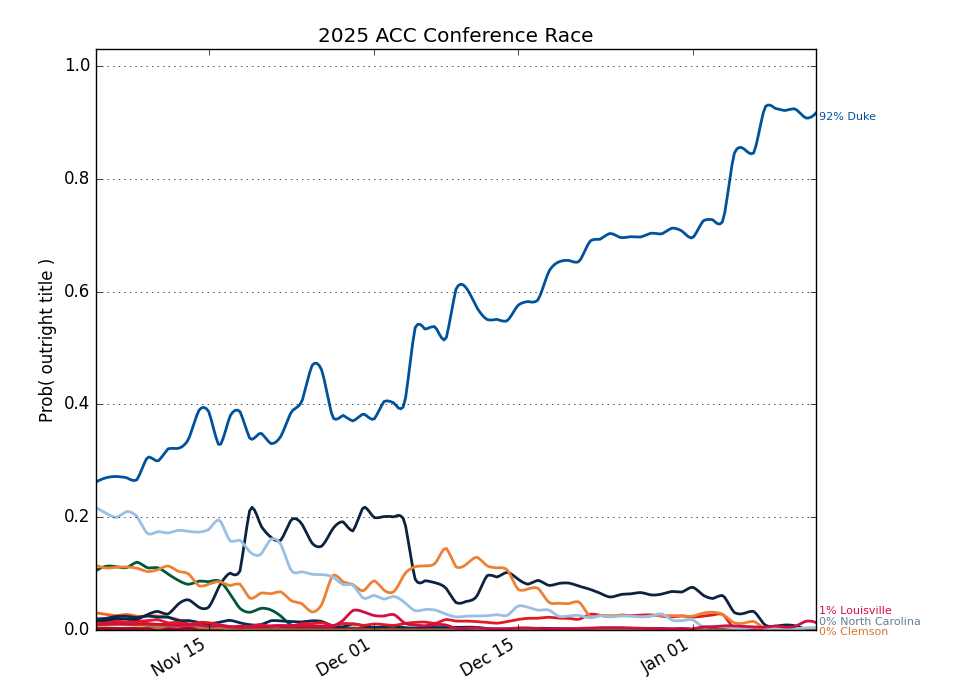 2025 ACC Conference Race
Prob( outright title )
1.0
0.8
0.6
0.4
0.2
0.0
92% Duke
1% Louisville
0% North Carolina
0% Clemson
Nov 15
Dec 01
Dec 15
Jan 01